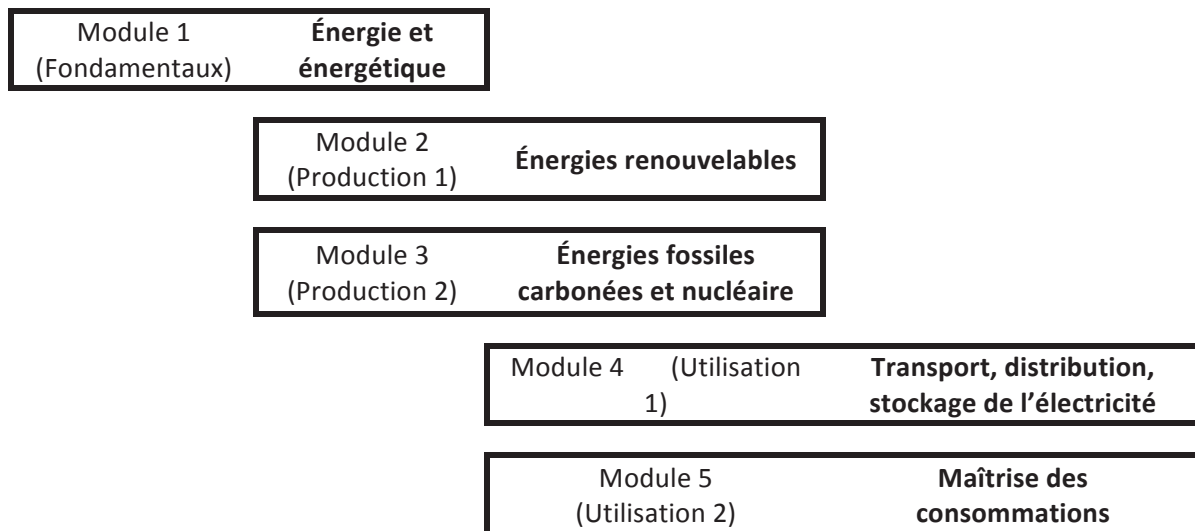 Module 1
(Fondamentaux)
Énergie et
énergétique
Module 2
(Production 1)
Énergies renouvelables
Module 3
(Production 2)
Énergies fossiles
carbonées et nucléaire
Module 4 (Utilisation
1)
Transport, distribution,
stockage de l’électricité
Module 5
(Utilisation 2)
Maîtrise des
consommations